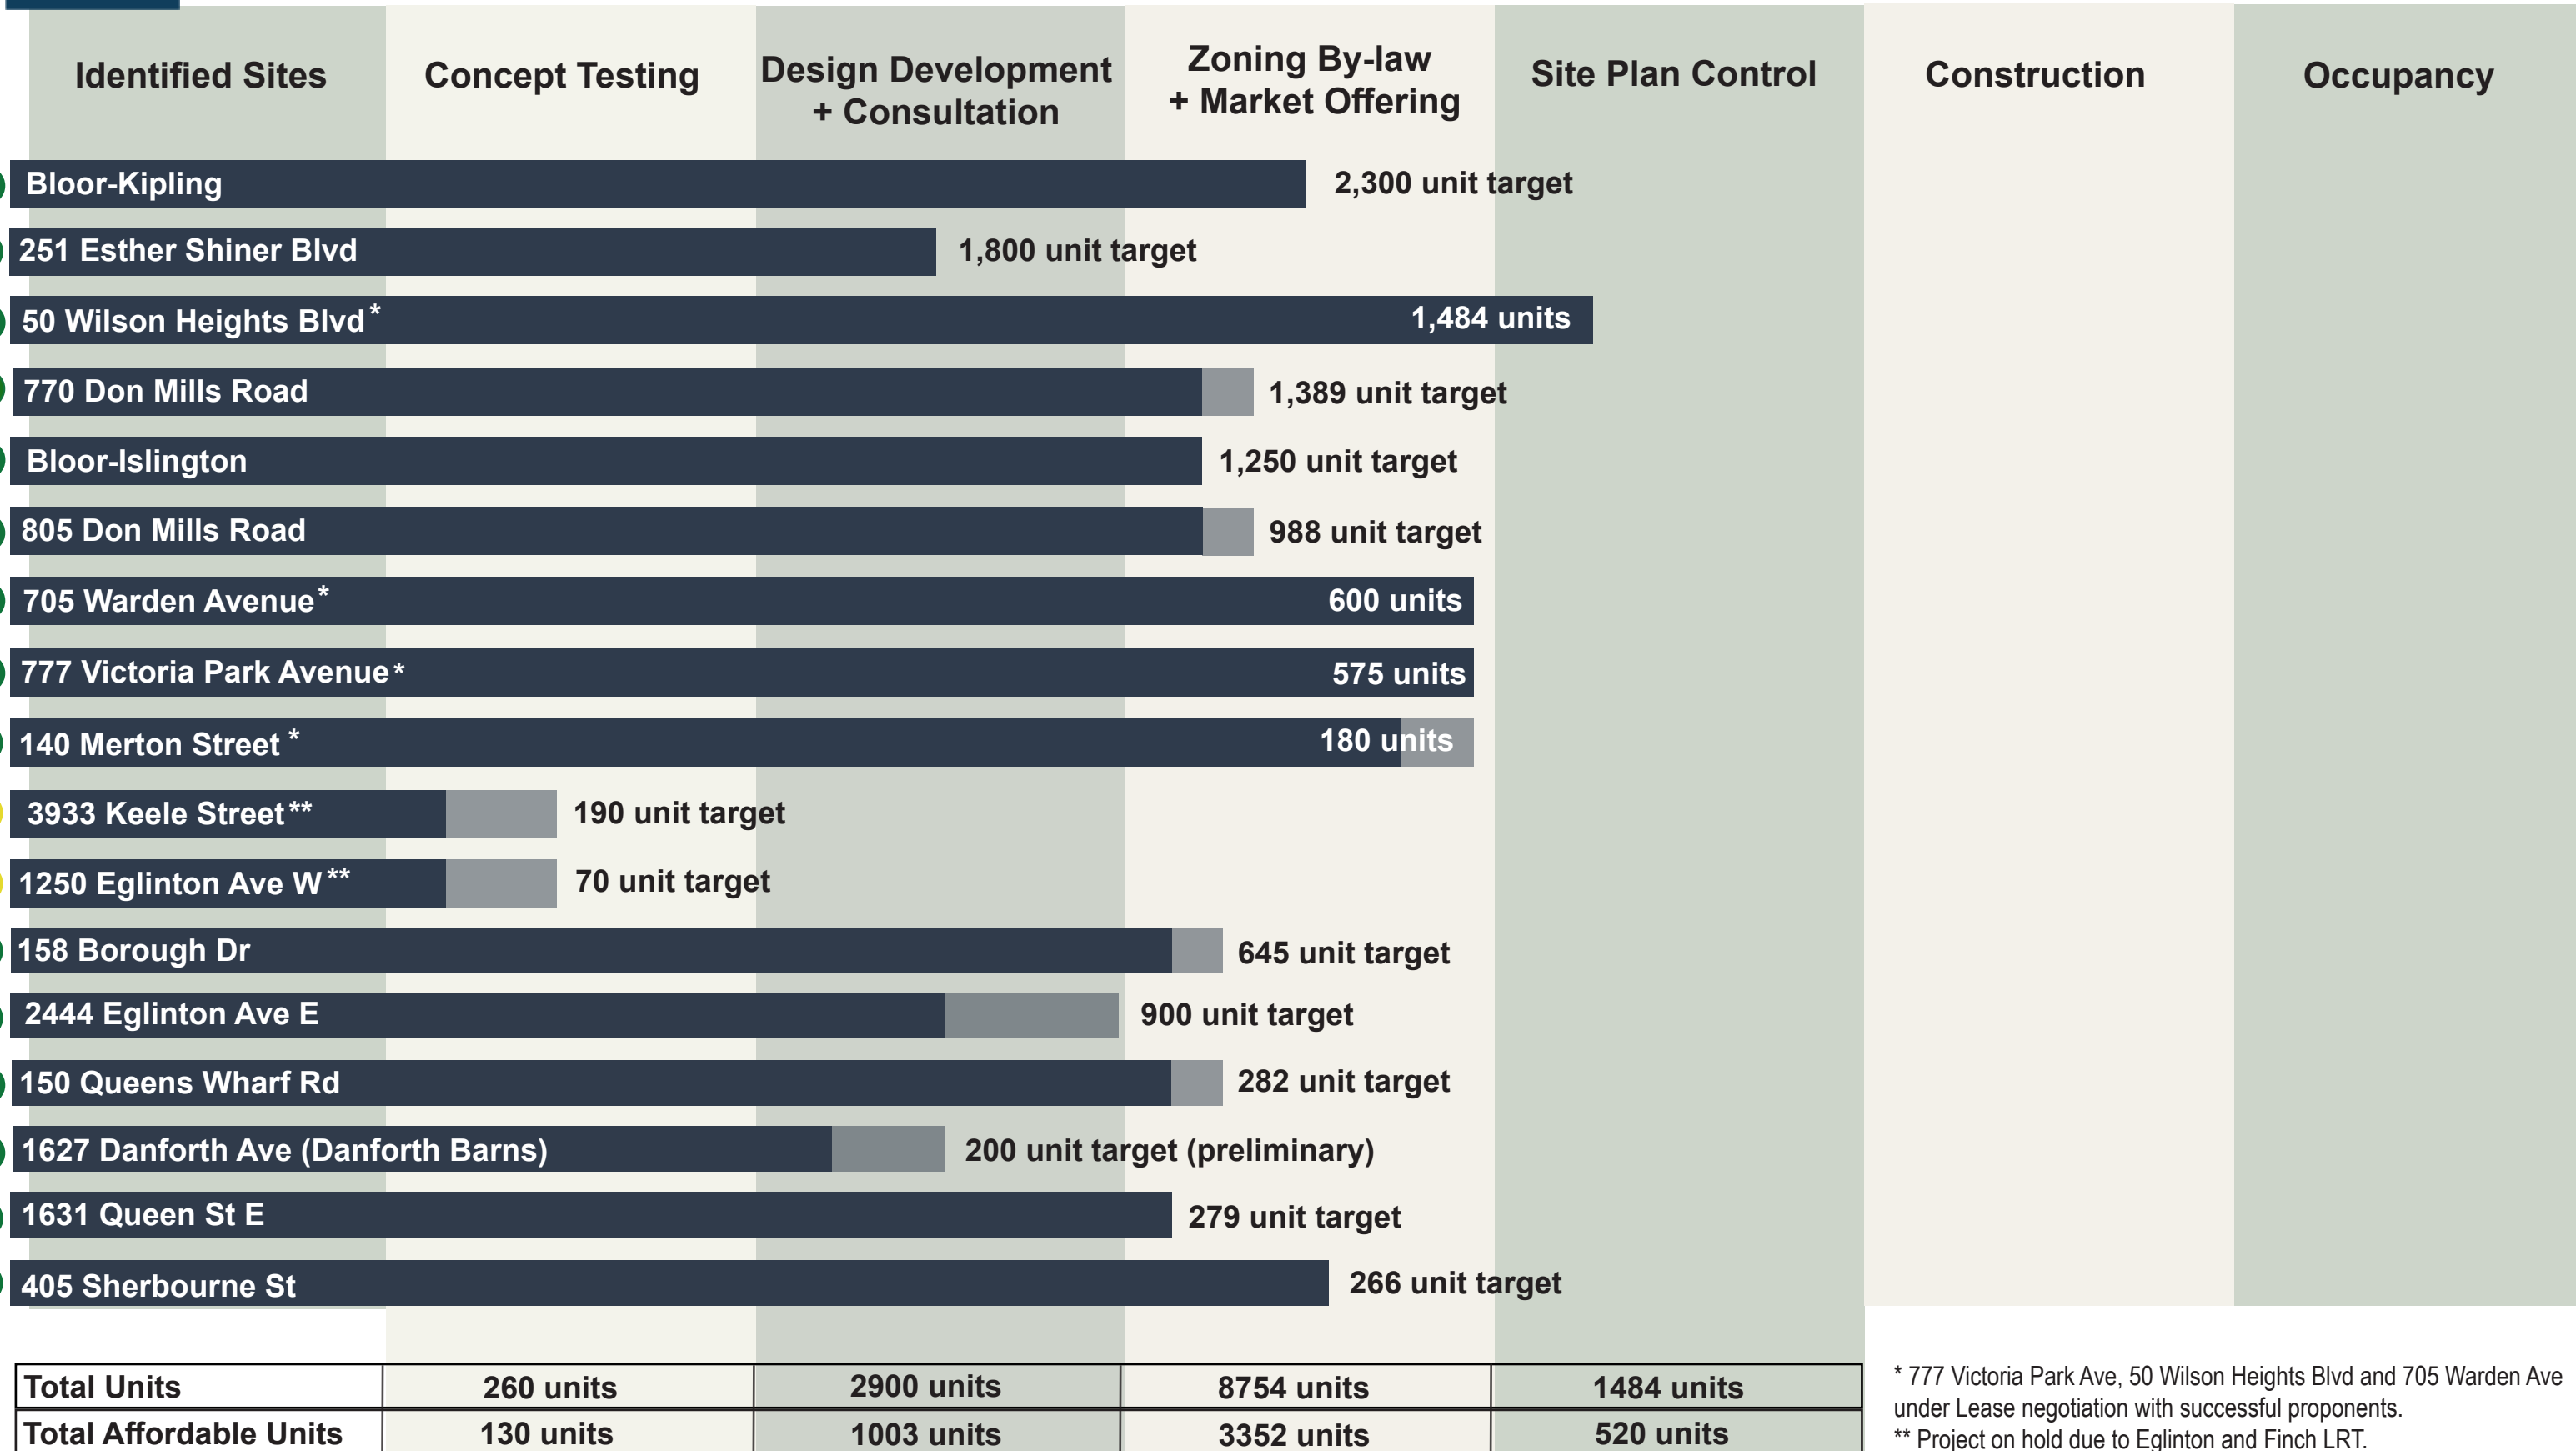 Identified Sites
Concept Testing
Design Development
+ Consultation
Zoning By-law
+ Market Offering
Site Plan Control
Construction
Occupancy
Bloor-Kipling
2,300 unit target
251 Esther Shiner Blvd
1,800 unit target
50 Wilson Heights Blvd*
1,484 units
770 Don Mills Road
1,389 unit target
Bloor-Islington
1,250 unit target
805 Don Mills Road
988 unit target
705 Warden Avenue*
600 units
777 Victoria Park Avenue*
575 units
140 Merton Street *
180 units
3933 Keele Street**
190 unit target
1250 Eglinton Ave W**
70 unit target
158 Borough Dr
645 unit target
2444 Eglinton Ave E
900 unit target
150 Queens Wharf Rd
282 unit target
1627 Danforth Ave (Danforth Barns)
200 unit target (preliminary)
1631 Queen St E
279 unit target
405 Sherbourne St
266 unit target
Total Units
260 units
2900 units
8754 units
1484 units
Total Affordable Units
130 units
1003 units
3352 units
520 units
* 777 Victoria Park Ave, 50 Wilson Heights Blvd and 705 Warden Ave
under Lease negotiation with successful proponents.
** Project on hold due to Eglinton and Finch LRT.